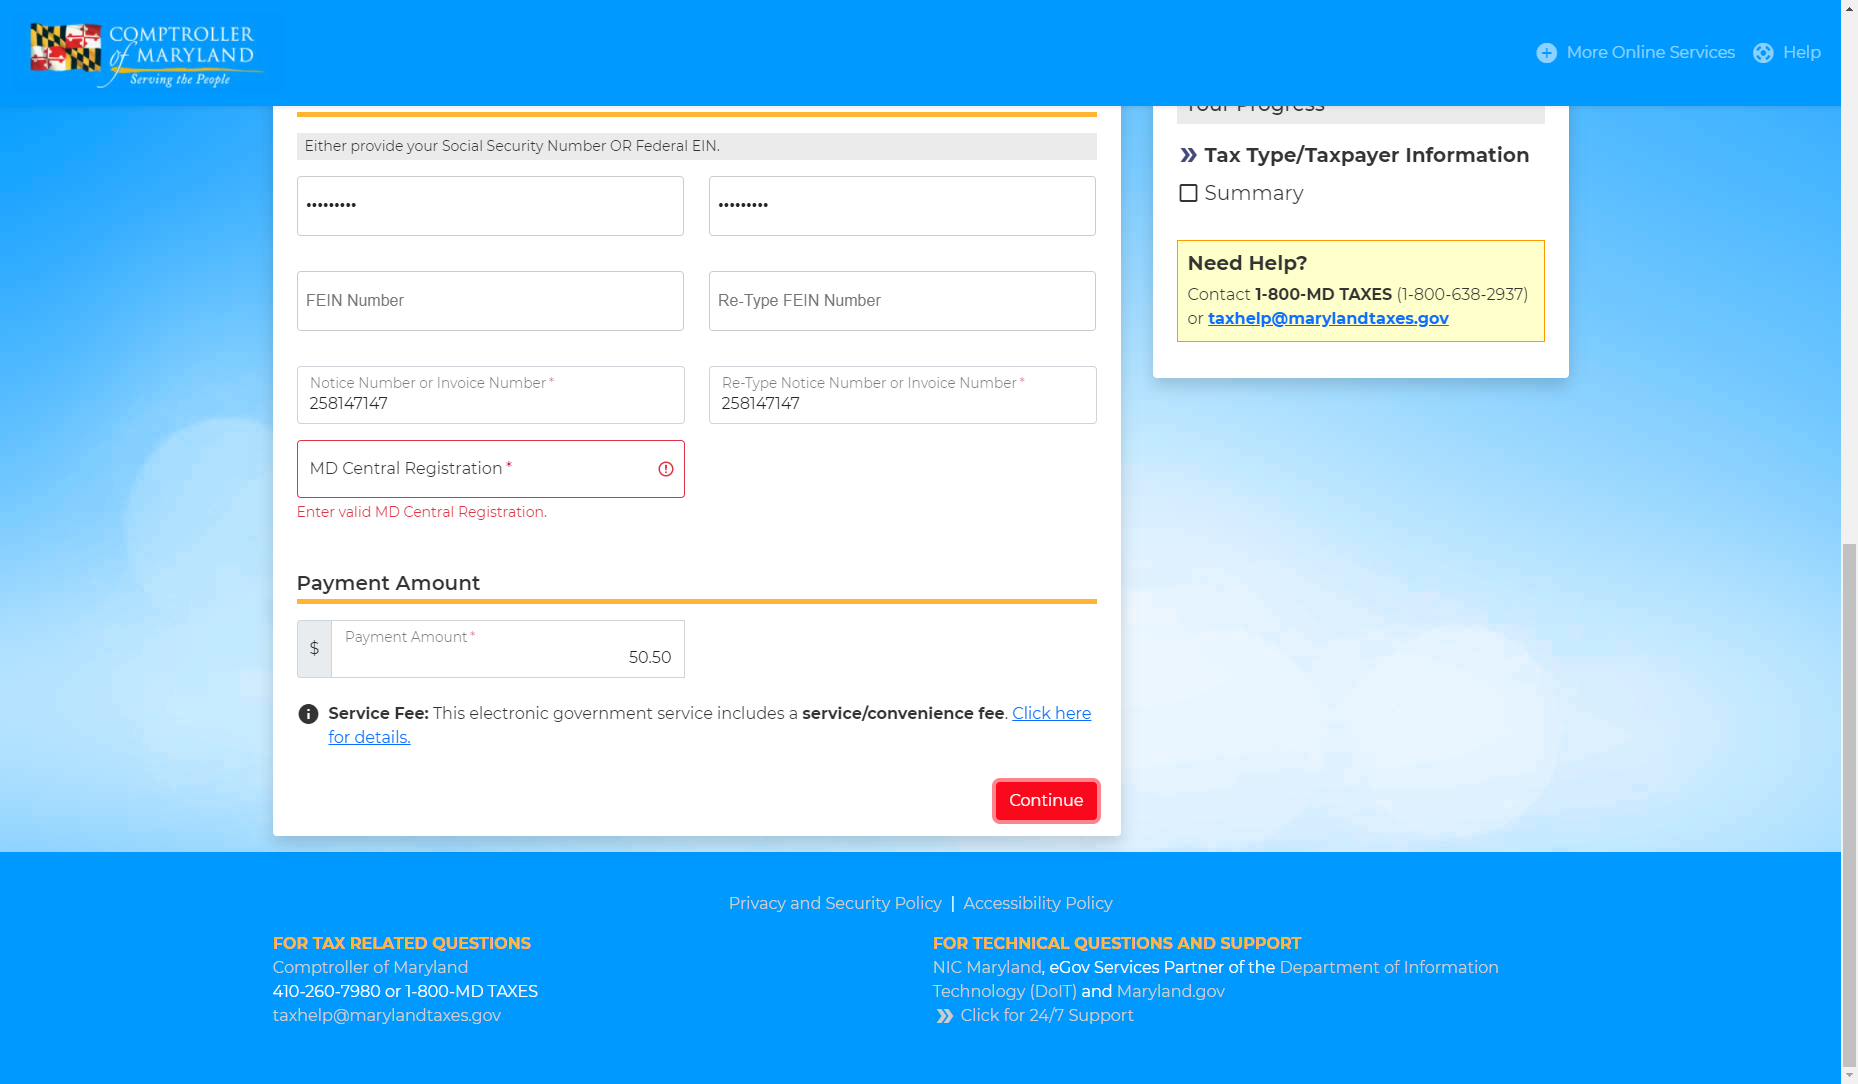 COMPTROLLER
of MARYLAND
Serving the People
More Online Services
Help
Your Progress
Either provide your Social Security Number OR Federal EIN.
•••••••••
•••••••••
FEIN Number
Re-Type FEIN Number
Notice Number or Invoice Number *
258147147
Re-Type Notice Number or Invoice Number *
258147147
MD Central Registration *
Enter valid MD Central Registration.
Payment Amount
$
Payment Amount *
50.50
Service Fee: This electronic government service includes a service/convenience fee. Click here
for details.
Continue
Tax Type/Taxpayer Information
Summary
Need Help?
Contact 1-800-MD TAXES (1-800-638-2937)
or taxhelp@marylandtaxes.gov
Privacy and Security Policy | Accessibility Policy
FOR TAX RELATED QUESTIONS
Comptroller of Maryland
410-260-7980 or 1-800-MD TAXES
taxhelp@marylandtaxes.gov
FOR TECHNICAL QUESTIONS AND SUPPORT
NIC Maryland, eGov Services Partner of the Department of Information
Technology (DoIT) and Maryland.gov
Click for 24/7 Support